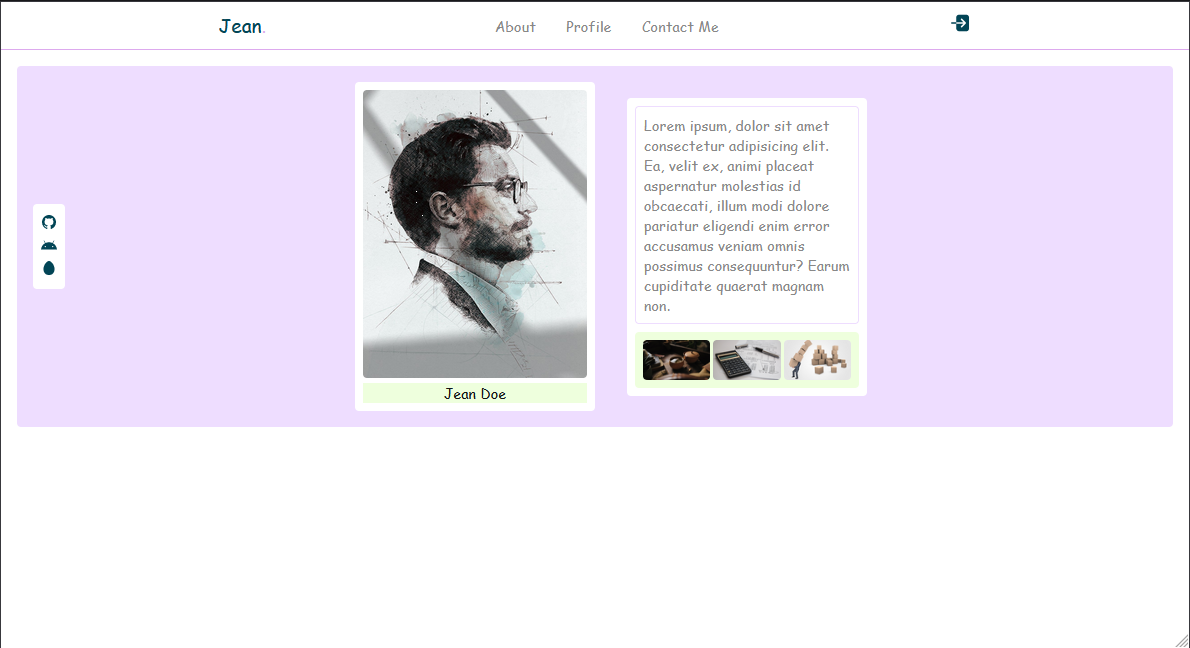 Jean.
About Profile Contact Me
Lorem ipsum, dolor sit amet
consectetur adipisicing elit.
Ea, velit ex, animi placeat
aspernatur molestias id
obcaecati, illum modi dolore
pariatur eligendi enim error
accusamus veniam omnis
possimus consequuntur? Earum
cupiditate quaerat magnam
non.
Jean Doe